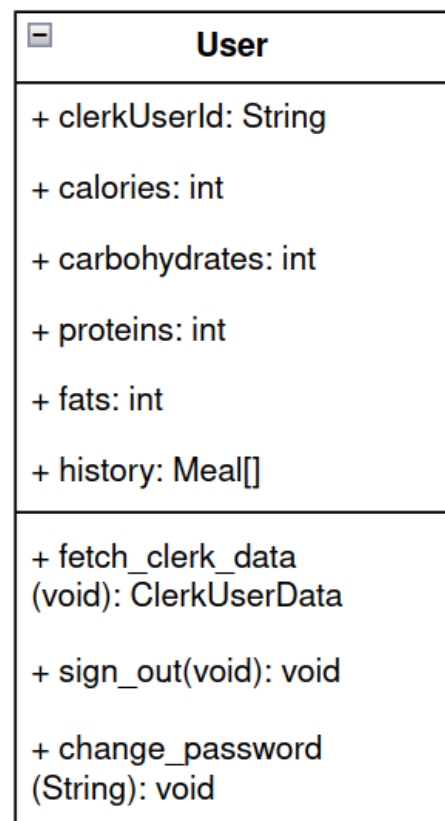 User
+ clerkUserId: String
+ calories: int
+ carbohydrates: int
+ proteins: int
+ fats: int
+ history: Meal[]
+ fetch_clerk_data
(void): ClerkUserData
+ sign_out(void): void
+ change_password
(String): void